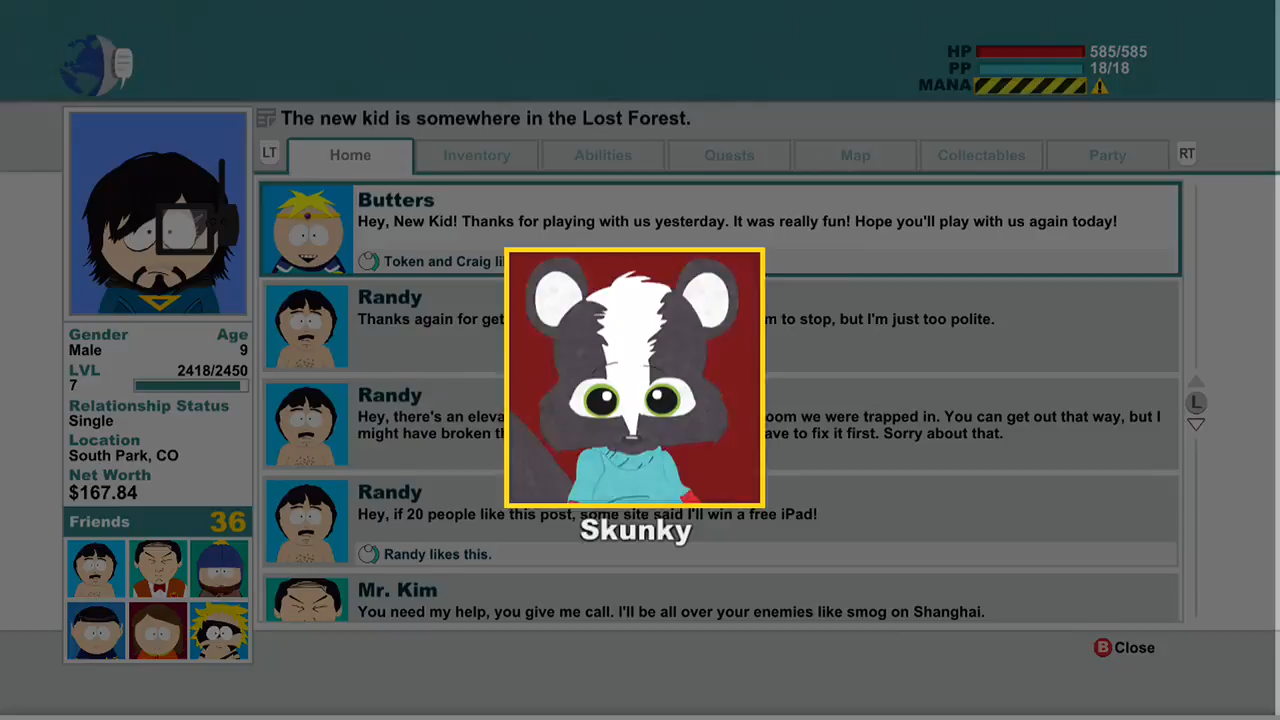 HP 585/585
PP 18/18
MANA
The new kid is somewhere in the Lost Forest.
LT Home Inventory Abilities Quests Map Collectables Party RT
Butters
Hey, New Kid! Thanks for playing with us yesterday. It was really fun! Hope you'll play with us again today!
Token and Craig li
Randy
Thanks again for get
m to stop, but I'm just too polite.
Gender Age
Male 9
LVL 2418/2450
7
Relationship Status
Single
Location
South Park, CO
Net Worth
$167.84
Friends 36
Randy
Hey, there's an eleva
oom we were trapped in. You can get out that way, but I
might have broken th
ave to fix it first. Sorry about that.
L
Randy
Hey, if 20 people like this post, some site said I'll win a free iPad!
Randy likes this.
Skunky
Mr. Kim
You need my help, you give me call. I'll be all over your enemies like smog on Shanghai.
B Close